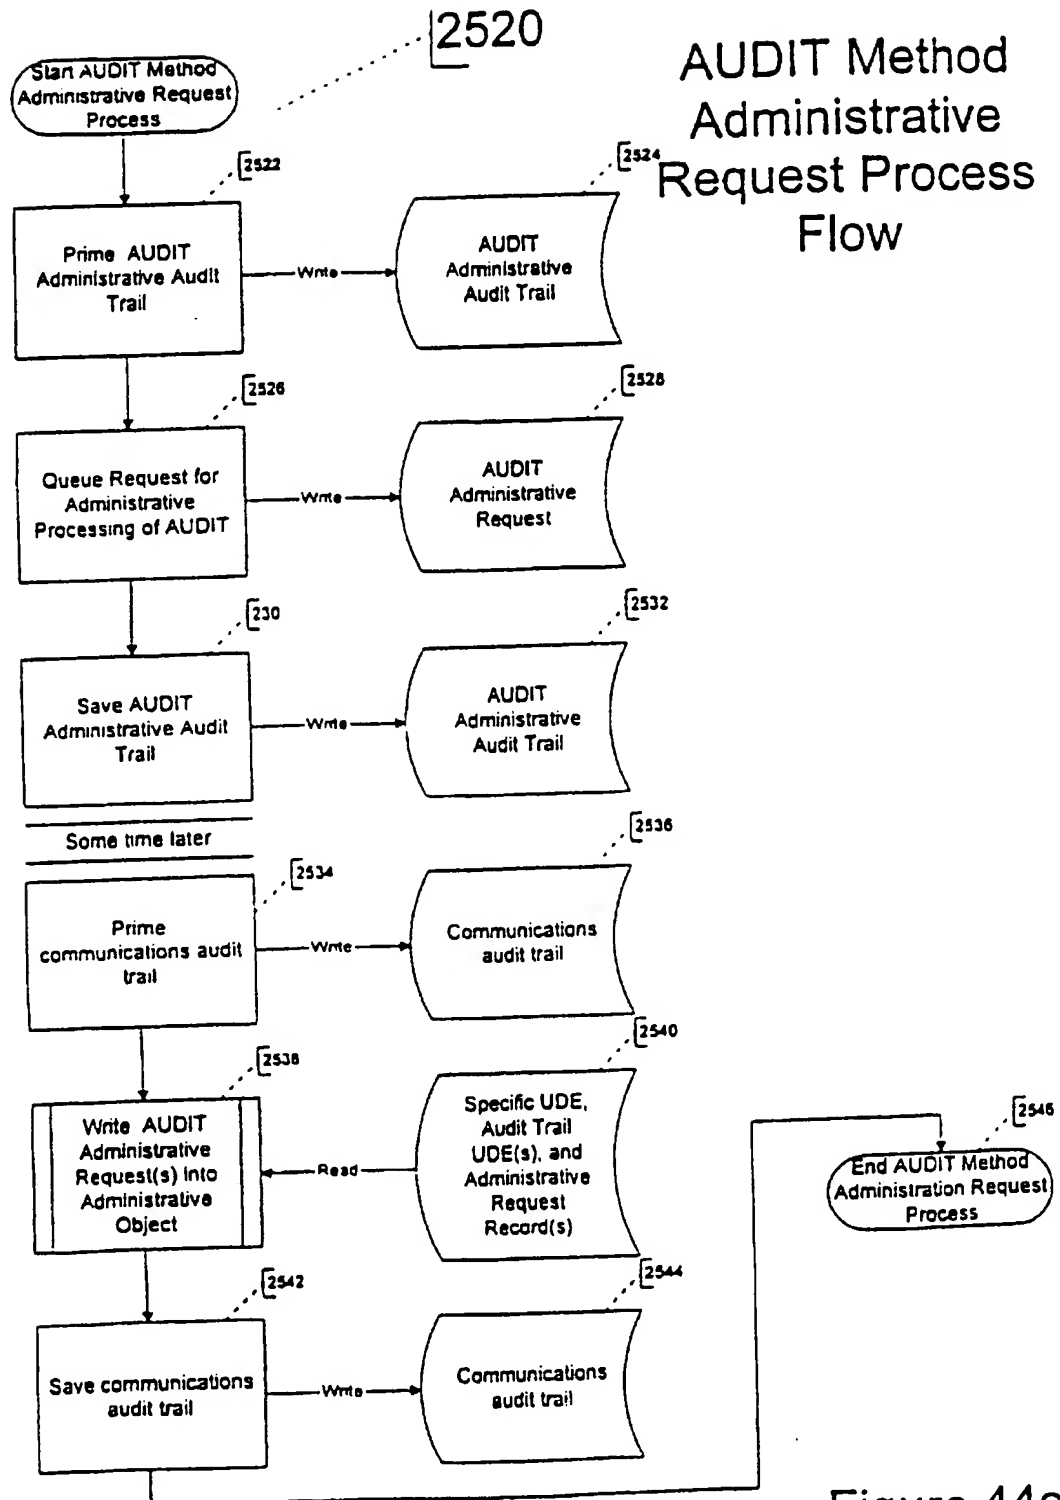 2520
AUDIT Method
Administrative
Request Process
Flow
Start AUDIT Method
Administrative Request
Process
2522
Prime AUDIT
Administrative Audit
Trail
Write
2524
AUDIT
Administrative
Audit Trail
2526
Queue Request for
Administrative
Processing of AUDIT
Write
2528
AUDIT
Administrative
Request
230
Save AUDIT
Administrative Audit
Trail
Write
2532
AUDIT
Administrative
Audit Trail
Some time later
2534
Prime
communications audit
trail
Write
2536
Communications
audit trail
2538
Write AUDIT
Administrative
Request(s) Into
Administrative
Object
Read
2540
Specific UDE,
Audit Trail
UDE(s), and
Administrative
Request
Record(s)
2542
Save communications
audit trail
Write
2544
Communications
audit trail
2546
End AUDIT Method
Administration Request
Process